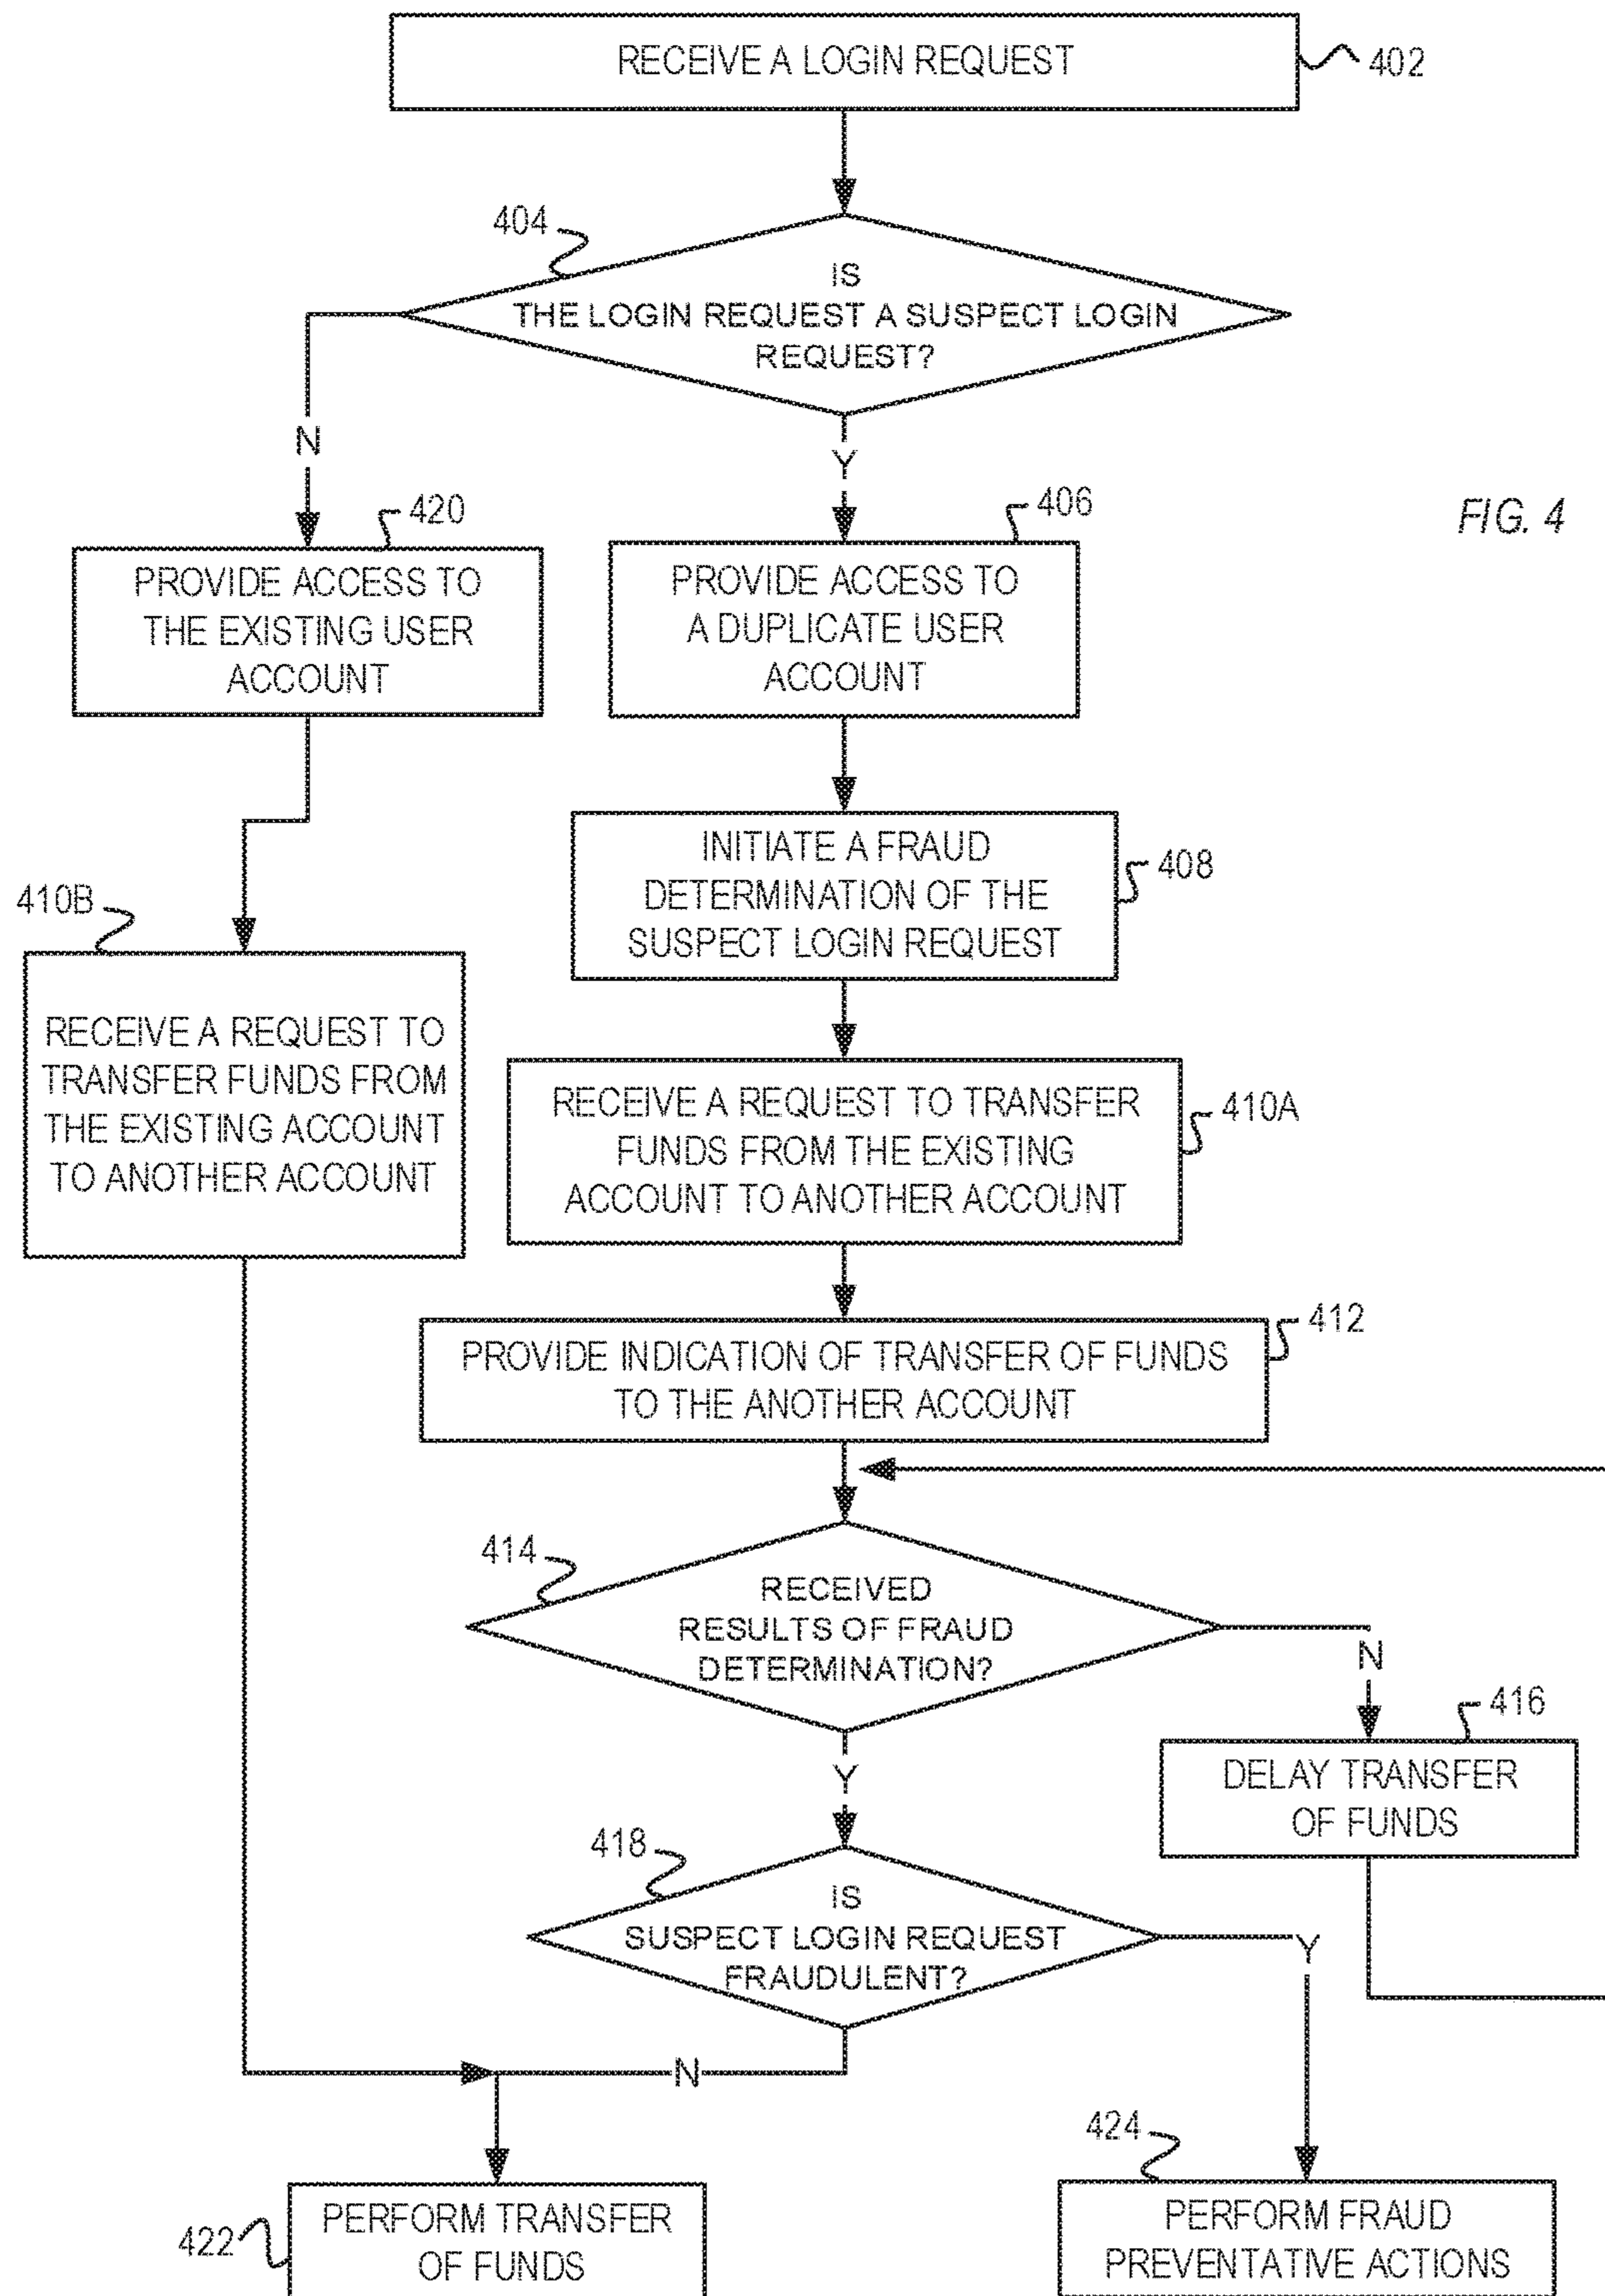 RECEIVE A LOGIN REQUEST
402
404
IS
THE LOGIN REQUEST A SUSPECT LOGIN
REQUEST?
N
Y
420
406
FIG. 4
PROVIDE ACCESS TO
THE EXISTING USER
ACCOUNT
PROVIDE ACCESS TO
A DUPLICATE USER
ACCOUNT
INITIATE A FRAUD
DETERMINATION OF THE
SUSPECT LOGIN REQUEST
408
410B
RECEIVE A REQUEST TO
TRANSFER FUNDS FROM
THE EXISTING ACCOUNT
TO ANOTHER ACCOUNT
RECEIVE A REQUEST TO TRANSFER
FUNDS FROM THE EXISTING
ACCOUNT TO ANOTHER ACCOUNT
410A
412
PROVIDE INDICATION OF TRANSFER OF FUNDS
TO THE ANOTHER ACCOUNT
414
RECEIVED
RESULTS OF FRAUD
DETERMINATION?
N
Y
416
DELAY TRANSFER
OF FUNDS
418
IS
SUSPECT LOGIN REQUEST
FRAUDULENT?
Y
N
424
422
PERFORM TRANSFER
OF FUNDS
PERFORM FRAUD
PREVENTATIVE ACTIONS